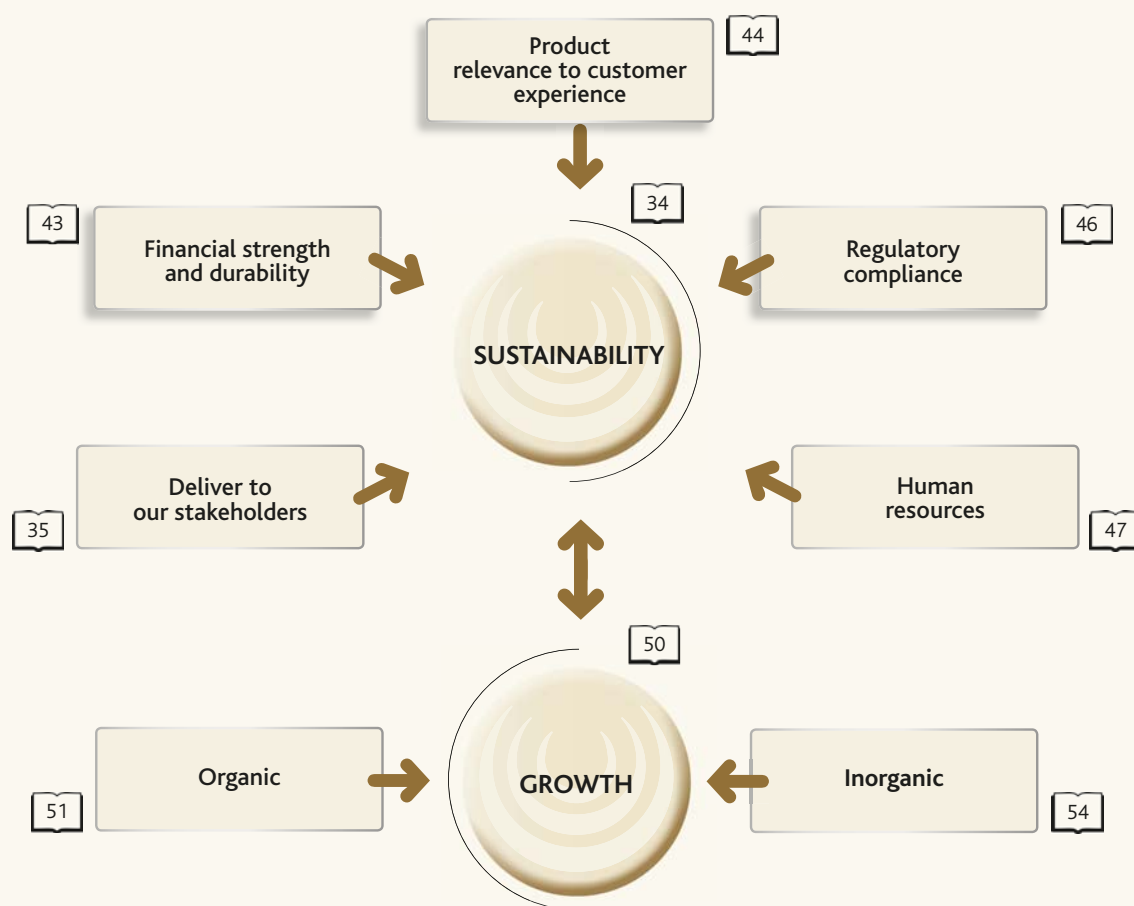 Product
relevance to customer
experience
44
34
43
Financial strength
and durability
46
Regulatory
compliance
SUSTAINABILITY
35
Deliver to
our stakeholders
Human
resources
47
50
51
Organic
GROWTH
Inorganic
54